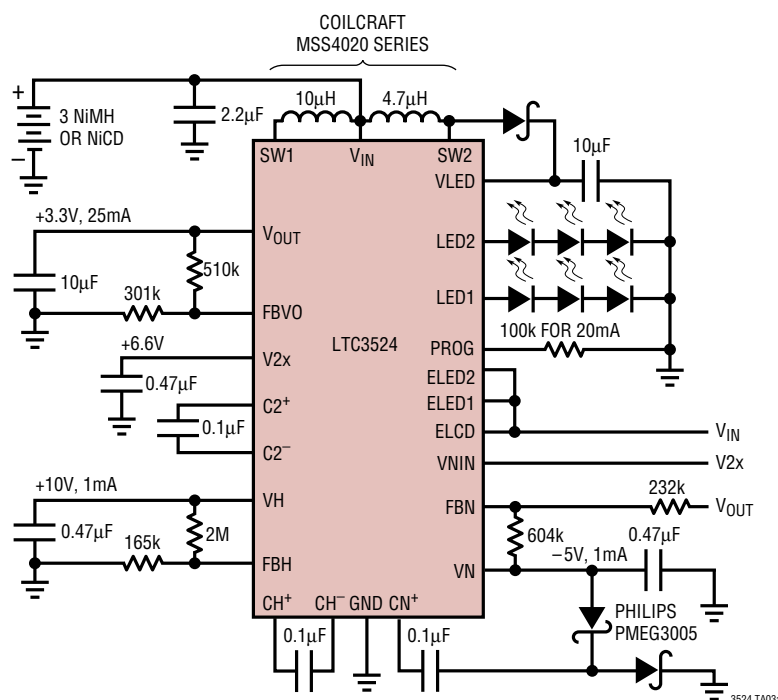 COILCRAFT
MSS4020 SERIES
+
3 NiMH
OR NiCD
−
2.2µF
10µH
4.7µH
SW1
VIN
SW2
VLED
10µF
+3.3V, 25mA
VOUT
510k
10µF
301k
FBVO
LED2
LED1
LTC3524
100k FOR 20mA
PROG
+6.6V
V2x
0.47µF
ELED2
ELED1
C2+
0.1µF
C2−
ELCD
VIN
VNIN
V2x
+10V, 1mA
VH
0.47µF
2M
165k
FBH
FBN
232k
VOUT
604k
0.47µF
−5V, 1mA
VN
CH+
CH−
GND
CN+
0.1µF
0.1µF
PHILIPS
PMEG3005